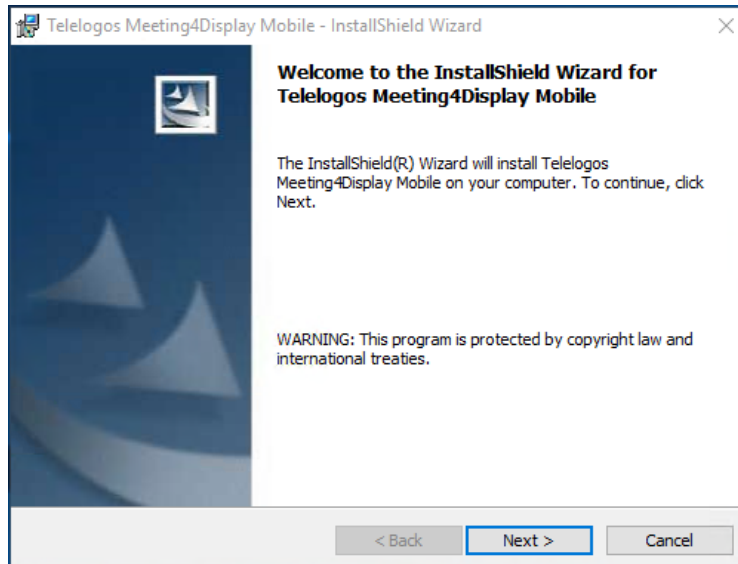 Telelogos Meeting4Display Mobile - InstallShield Wizard
Welcome to the InstallShield Wizard for
Telelogos Meeting4Display Mobile
The InstallShield(R) Wizard will install Telelogos
Meeting4Display Mobile on your computer. To continue, click
Next.
WARNING: This program is protected by copyright law and
international treaties.
< Back
Next >
Cancel